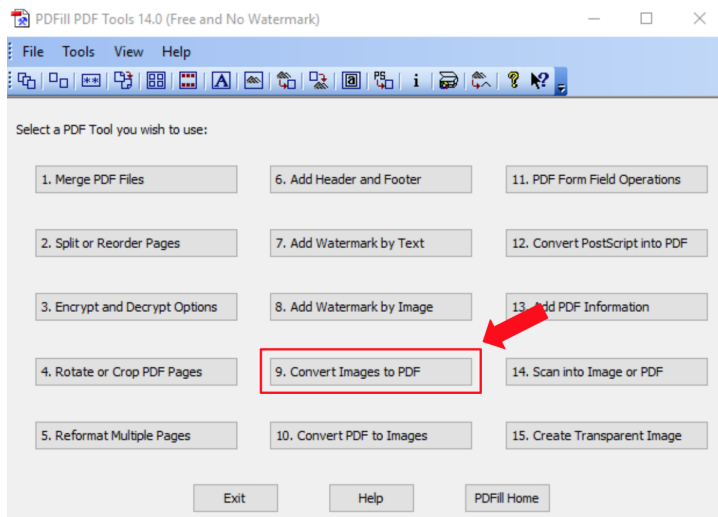 PDFill PDF Tools 14.0 (Free and No Watermark)
File Tools View Help
Select a PDF Tool you wish to use:
1. Merge PDF Files
6. Add Header and Footer
11. PDF Form Field Operations
2. Split or Reorder Pages
7. Add Watermark by Text
12. Convert PostScript into PDF
3. Encrypt and Decrypt Options
8. Add Watermark by Image
13. Add PDF Information
4. Rotate or Crop PDF Pages
9. Convert Images to PDF
14. Scan into Image or PDF
5. Reformat Multiple Pages
10. Convert PDF to Images
15. Create Transparent Image
Exit
Help
PDFill Home